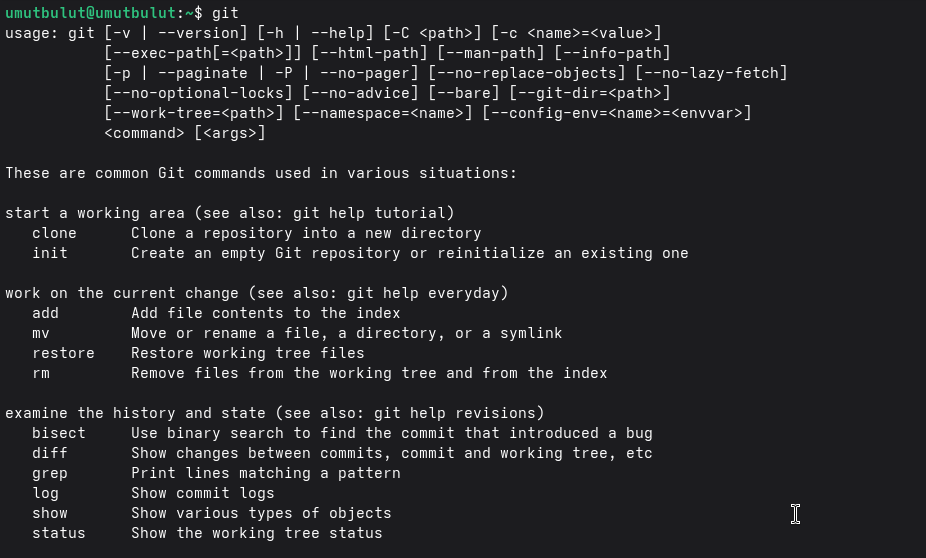 umutbulut@umutbulut:~$ git
usage: git [-v | --version] [-h | --help] [-C <path>] [-c <name>=<value>]
           [--exec-path[=<path>]] [--html-path] [--man-path] [--info-path]
           [-p | --paginate | -P | --no-pager] [--no-replace-objects] [--no-lazy-fetch]
           [--no-optional-locks] [--no-advice] [--bare] [--git-dir=<path>]
           [--work-tree=<path>] [--namespace=<name>] [--config-env=<name>=<envvar>]
           <command> [<args>]

These are common Git commands used in various situations:

start a working area (see also: git help tutorial)
   clone      Clone a repository into a new directory
   init       Create an empty Git repository or reinitialize an existing one

work on the current change (see also: git help everyday)
   add        Add file contents to the index
   mv         Move or rename a file, a directory, or a symlink
   restore    Restore working tree files
   rm         Remove files from the working tree and from the index

examine the history and state (see also: git help revisions)
   bisect     Use binary search to find the commit that introduced a bug
   diff       Show changes between commits, commit and working tree, etc
   grep       Print lines matching a pattern
   log        Show commit logs
   show       Show various types of objects
   status     Show the working tree status